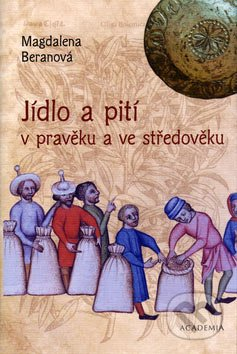 Magdalena
Beranová
Jídlo a pití
v pravěku a ve středověku
ACADEMIA